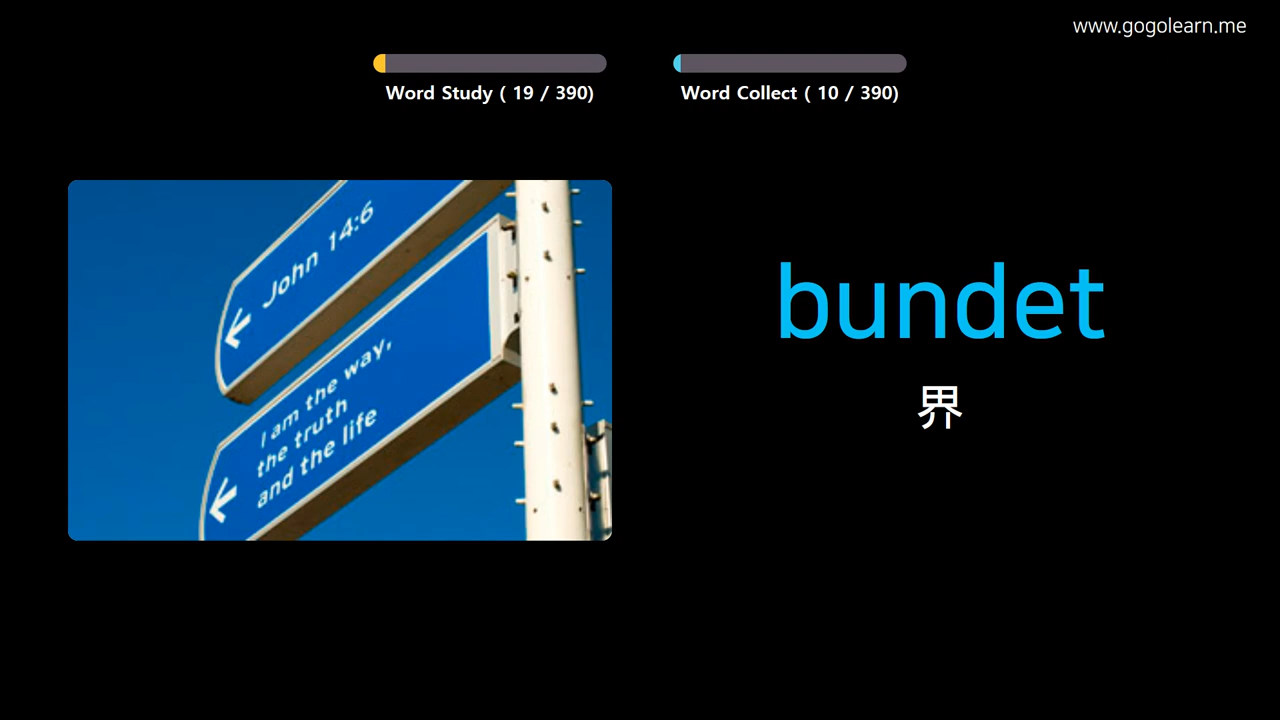 www.gogolearn.me
Word Study ( 19 / 390)
Word Collect ( 10 / 390)
John 14:6
I am the way,
the truth
and the life
bundet
界